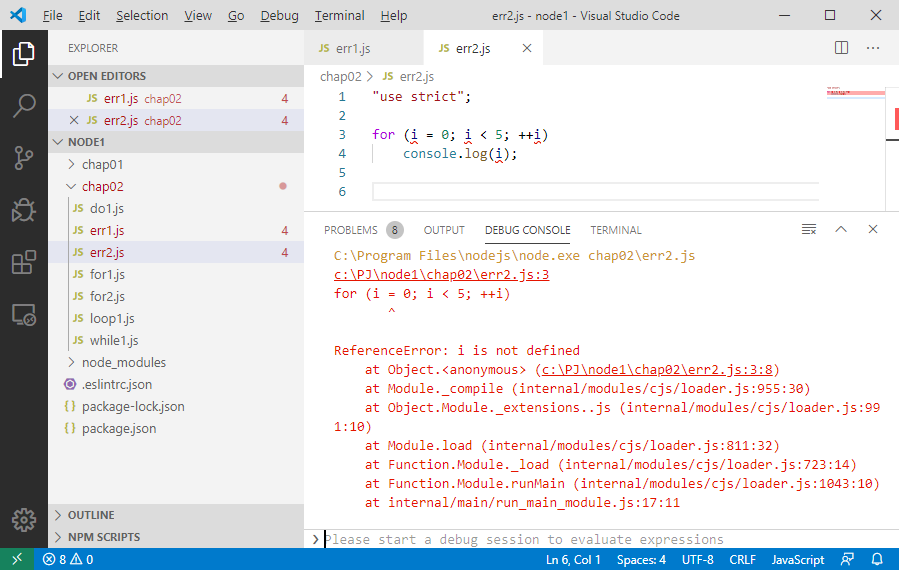 File Edit Selection View Go Debug Terminal Help err2.js - node1 - Visual Studio Code
EXPLORER
OPEN EDITORS
JS err1.js chap02 4
JS err2.js chap02 4
NODE1
chap01
chap02
JS do1.js
JS err1.js 4
JS err2.js 4
JS for1.js
JS for2.js
JS loop1.js
JS while1.js
node_modules
.eslintrc.json
{} package-lock.json
{} package.json
OUTLINE
NPM SCRIPTS
JS err1.js JS err2.js
chap02 > JS err2.js
1 "use strict";
2
3 for (i = 0; i < 5; ++i)
4 console.log(i);
5
6
PROBLEMS 8 OUTPUT DEBUG CONSOLE TERMINAL
C:\Program Files\nodejs\node.exe chap02\err2.js
c:\PJ\node1\chap02\err2.js:3
for (i = 0; i < 5; ++i)
^
ReferenceError: i is not defined
at Object.<anonymous> (c:\PJ\node1\chap02\err2.js:3:8)
at Module._compile (internal/modules/cjs/loader.js:955:30)
at Object.Module._extensions..js (internal/modules/cjs/loader.js:99
1:10)
at Module.load (internal/modules/cjs/loader.js:811:32)
at Function.Module._load (internal/modules/cjs/loader.js:723:14)
at Function.Module.runMain (internal/modules/cjs/loader.js:1043:10)
at internal/main/run_main_module.js:17:11
Please start a debug session to evaluate expressions
8 0 Ln 6, Col 1 Spaces: 4 UTF-8 CRLF JavaScript